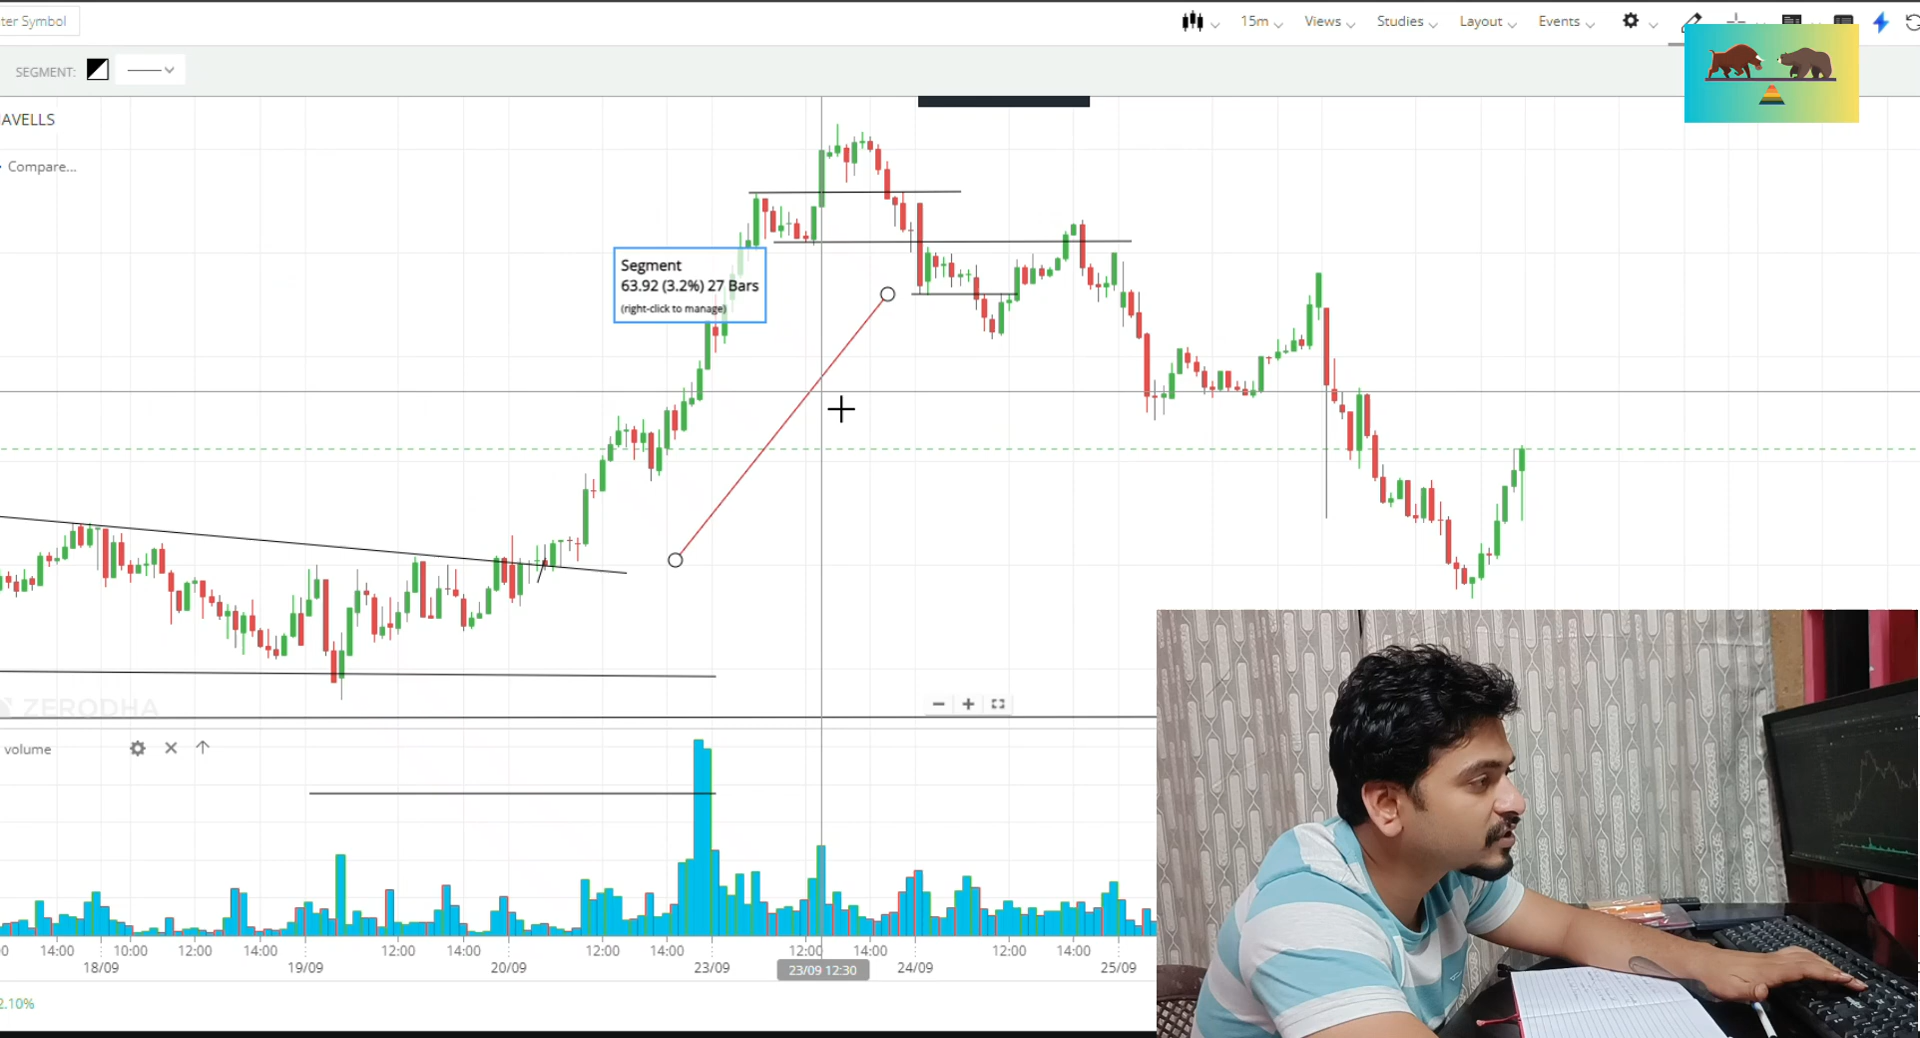 ter Symbol
15m
Views
Studies
Layout
Events
SEGMENT:
AVELLS
Compare...
Segment
63.92 (3.2%) 27 Bars
(right-click to manage)
ZERODHA
volume
14:00 10:00 12:00 14:00 12:00 14:00 12:00 14:00 12:00 14:00 12:00 14:00
18/09 19/09 20/09 23/09 23/09 12:30 24/09 25/09
2.10%